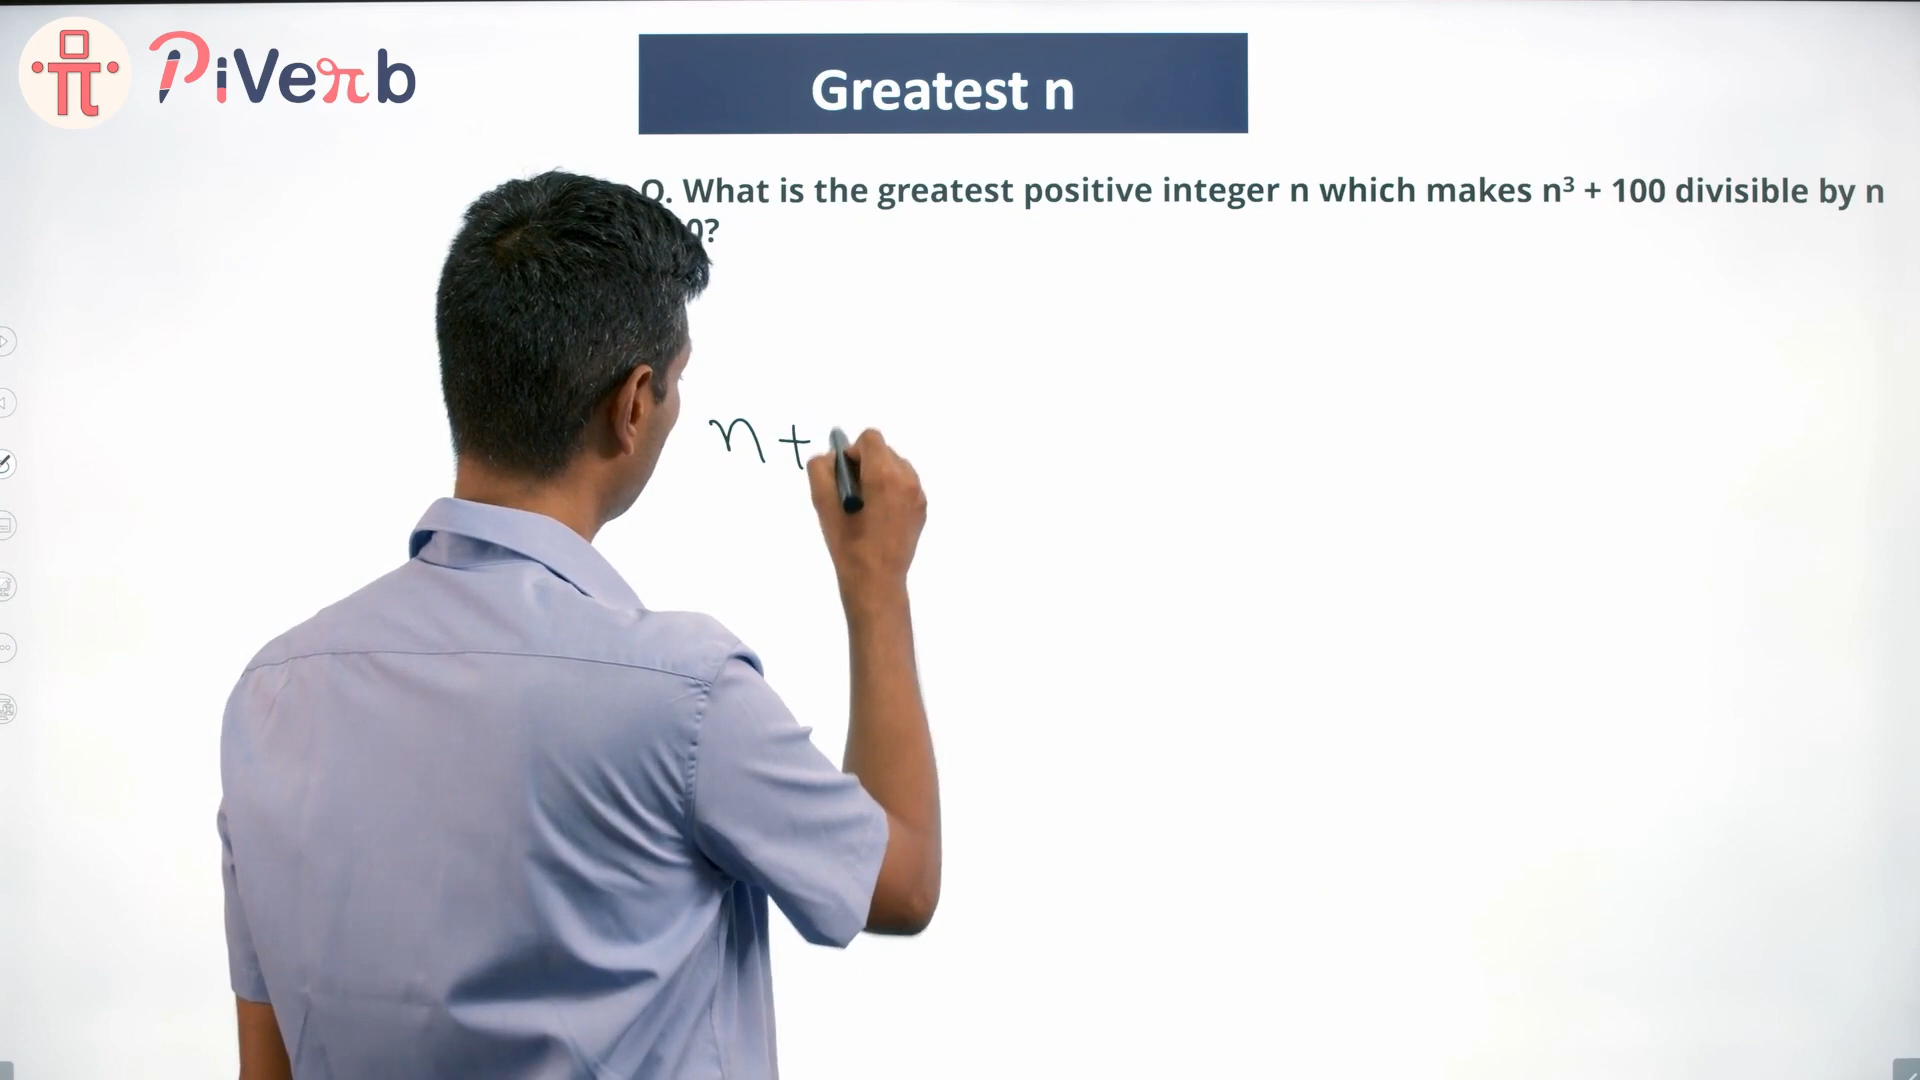 PiVerb
Greatest n
Q. What is the greatest positive integer n which makes n³ + 100 divisible by n
0?
n +